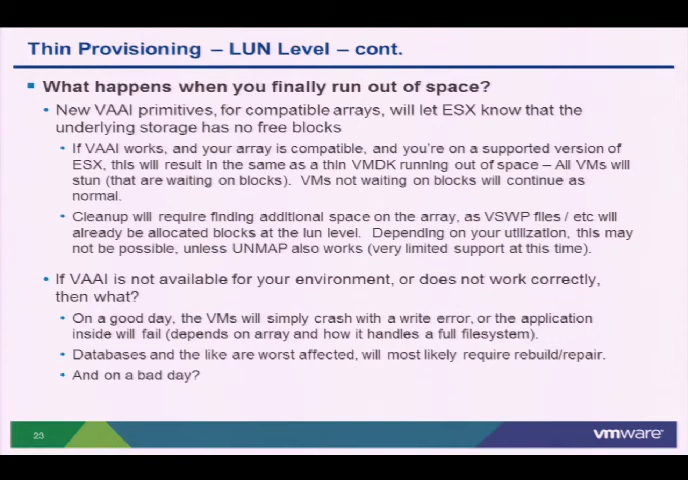 Thin Provisioning – LUN Level – cont.
What happens when you finally run out of space?
New VAAI primitives, for compatible arrays, will let ESX know that the
underlying storage has no free blocks
If VAAI works, and your array is compatible, and you're on a supported version of
ESX, this will result in the same as a thin VMDK running out of space – All VMs will
stun (that are waiting on blocks). VMs not waiting on blocks will continue as
normal.
Cleanup will require finding additional space on the array, as VSWP files / etc will
already be allocated blocks at the lun level. Depending on your utilization, this may
not be possible, unless UNMAP also works (very limited support at this time).
If VAAI is not available for your environment, or does not work correctly,
then what?
On a good day, the VMs will simply crash with a write error, or the application
inside will fail (depends on array and how it handles a full filesystem).
Databases and the like are worst affected, will most likely require rebuild/repair.
And on a bad day?
vmware